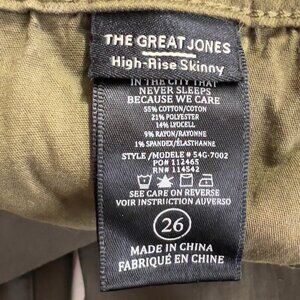 THE GREAT JONES
High-Rise Skinny
IN THE CITY THAT
NEVER SLEEPS
BECAUSE WE CARE
55% COTTON/COTON
21% POLYESTER
14% LYOCELL
9% RAYON/RAYONNE
1% SPANDEX/ÉLASTHANNE
STYLE /MODELE # 54G-7002
PO# 112465
RN# 114542
SEE CARE ON REVERSE
VOIR INSTRUCTION AUVERSO
26
MADE IN CHINA
FABRIQUÉ EN CHINE